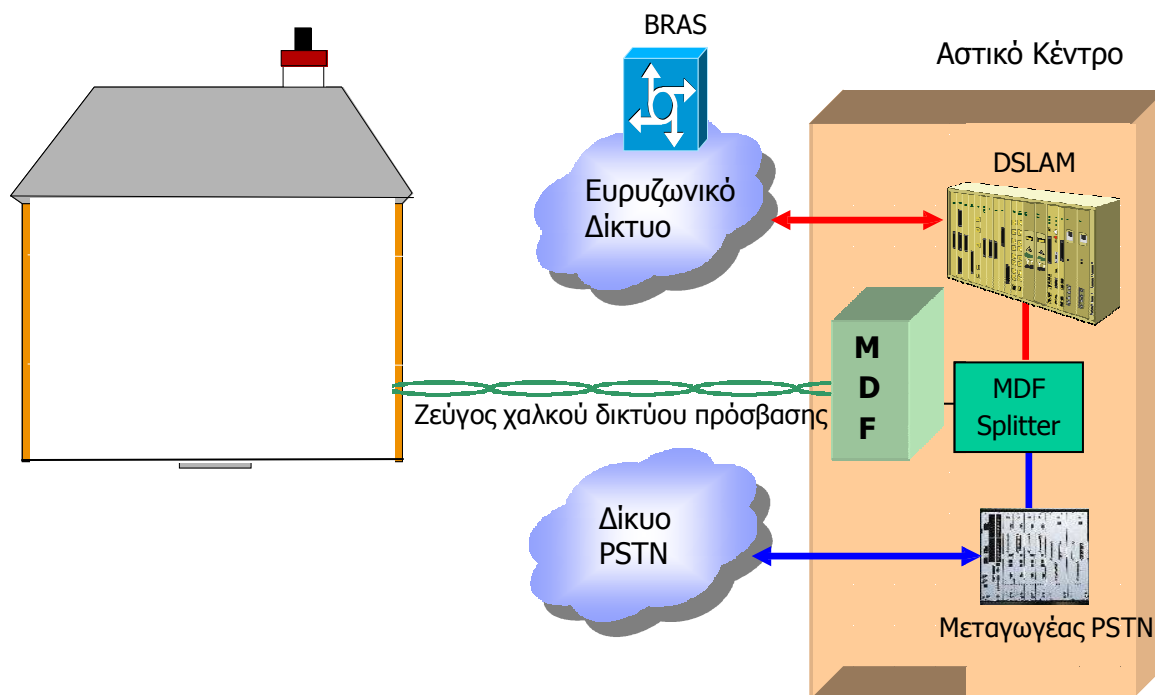 BRAS
Αστικό Κέντρο
DSLAM
Ευρυζωνικό
Δίκτυο
M
D
F
MDF
Splitter
Ζεύγος χαλκού δικτύου πρόσβασης
Δίκυο
PSTN
Μεταγωγέας PSTN